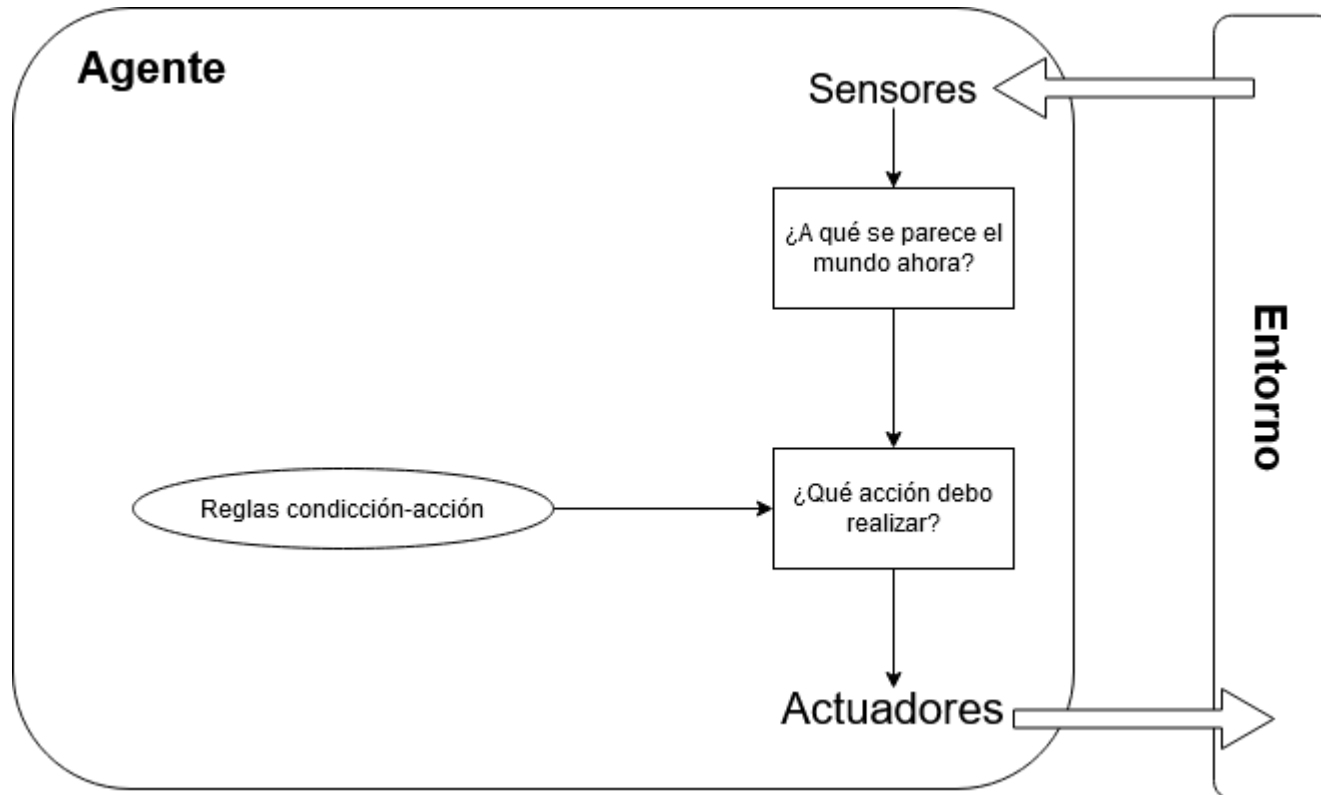 Agente
Sensores
¿A qué se parece el
mundo ahora?
Entorno
Reglas condicción-acción
¿Qué acción debo
realizar?
Actuadores